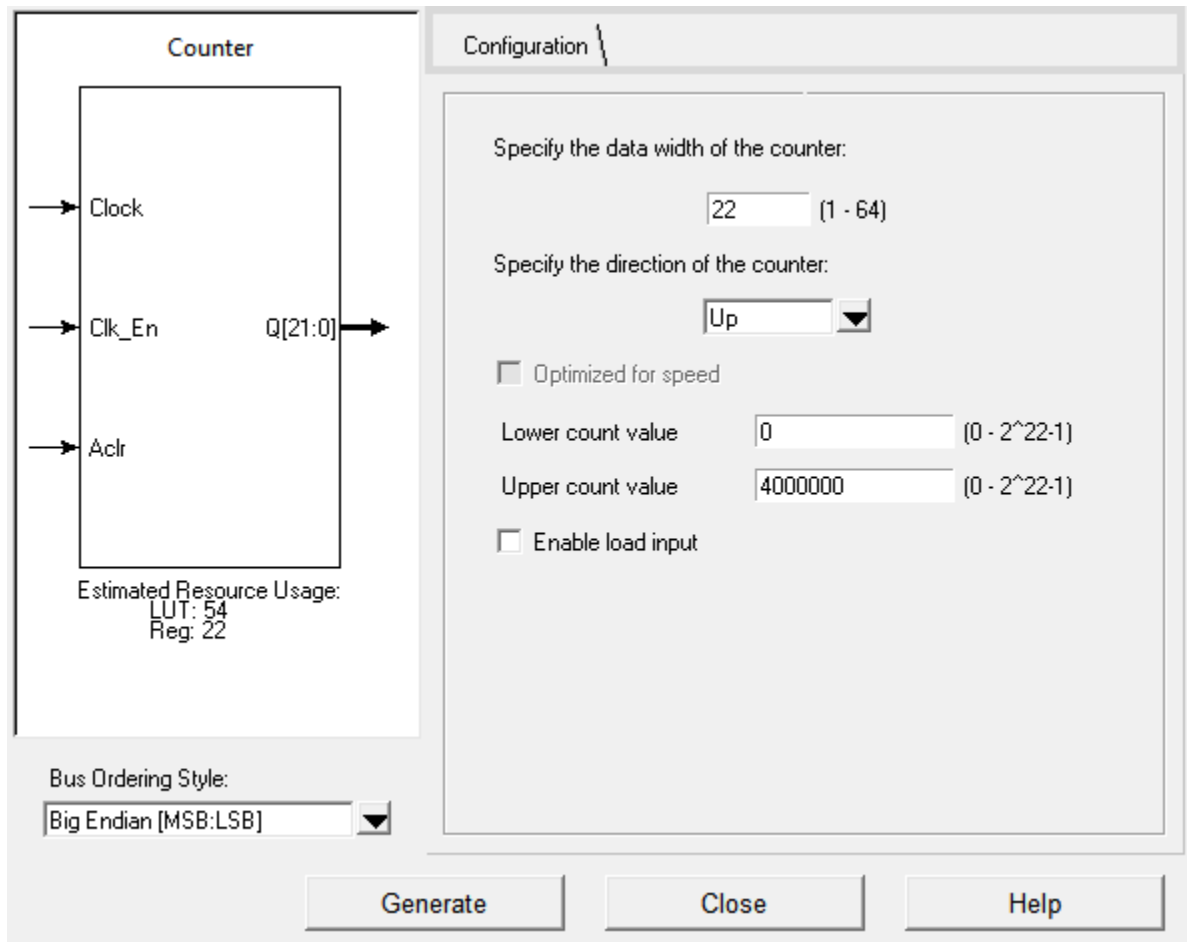 Counter
Clock
Clk_En
Q[21:0]
Aclr
Estimated Resource Usage:
LUT: 54
Reg: 22
Bus Ordering Style:
Big Endian [MSB:LSB]
Configuration
Specify the data width of the counter:
22 (1 - 64)
Specify the direction of the counter:
Up
Optimized for speed
Lower count value 0 (0 - 2^22-1)
Upper count value 4000000 (0 - 2^22-1)
Enable load input
Generate Close Help